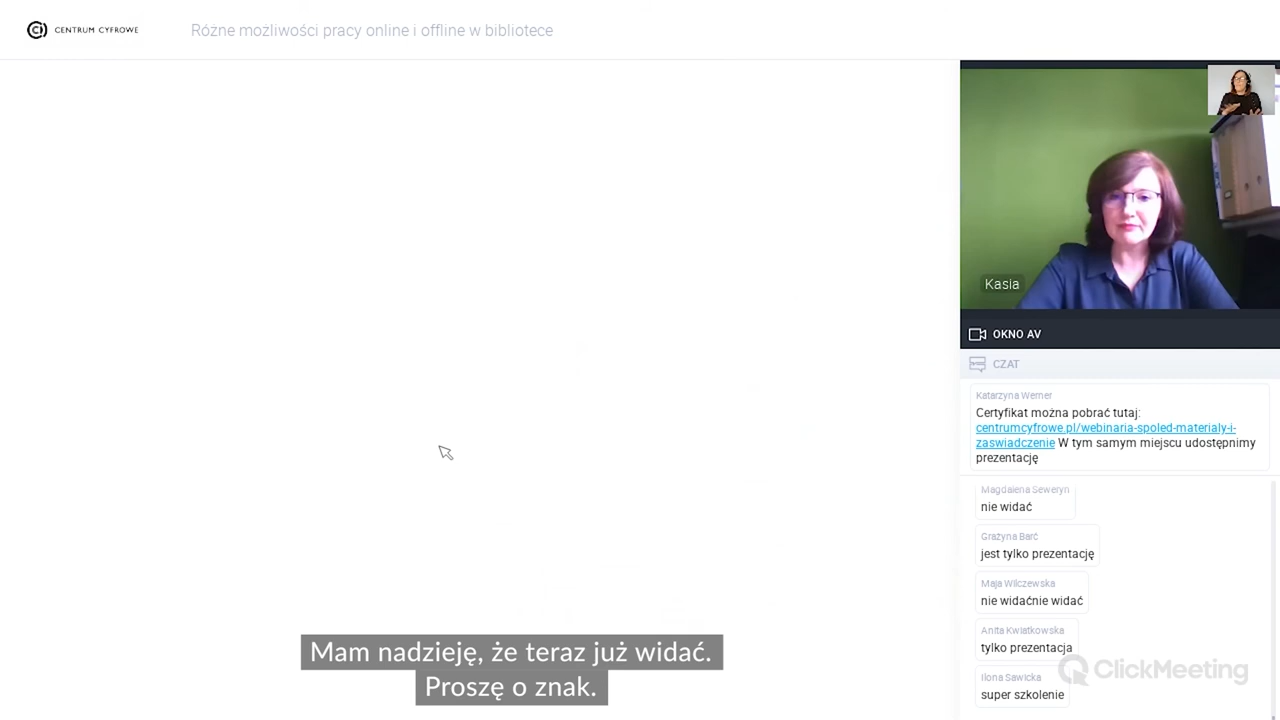 CENTRUM CYFROWE
Różne możliwości pracy online i offline w bibliotece
Kasia
OKNO AV
CZAT
Katarzyna Werner
Certyfikat można pobrać tutaj:
centrumcyfrowe.pl/webinaria-spoled-materialy-i-
zaswiadczenie W tym samym miejscu udostępnimy
prezentację
Magdalena Seweryn
nie widać
Grażyna Barć
jest tylko prezentację
Maja Wilczewska
nie widaćnie widać
Anita Kwiatkowska
tylko prezentacja
Ilona Sawicka
super szkolenie
ClickMeeting
Mam nadzieję, że teraz już widać.
Proszę o znak.